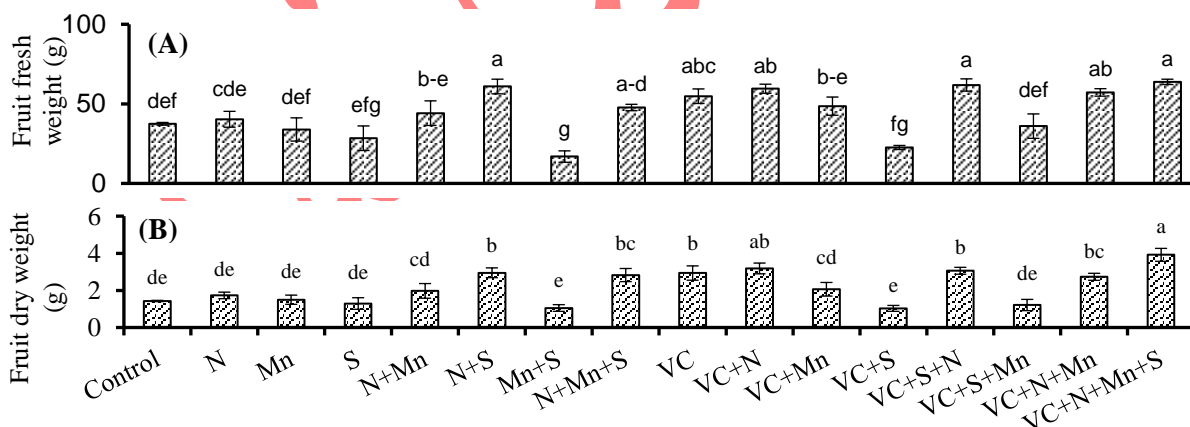 Fruit fresh
weight (g)
100
50
0
(A)
def
cde
def
efg
b-e
a
g
a-d
abc
ab
b-e
fg
a
def
ab
a
Fruit dry weight
(g)
6
4
2
0
(B)
de
de
de
de
cd
b
e
bc
b
ab
cd
e
b
de
bc
a
Control
N
Mn
S
N+Mn
N+S
Mn+S
N+Mn+S
VC
VC+N
VC+Mn
VC+S
VC+S+N
VC+S+Mn
VC+N+Mn
VC+N+Mn+S